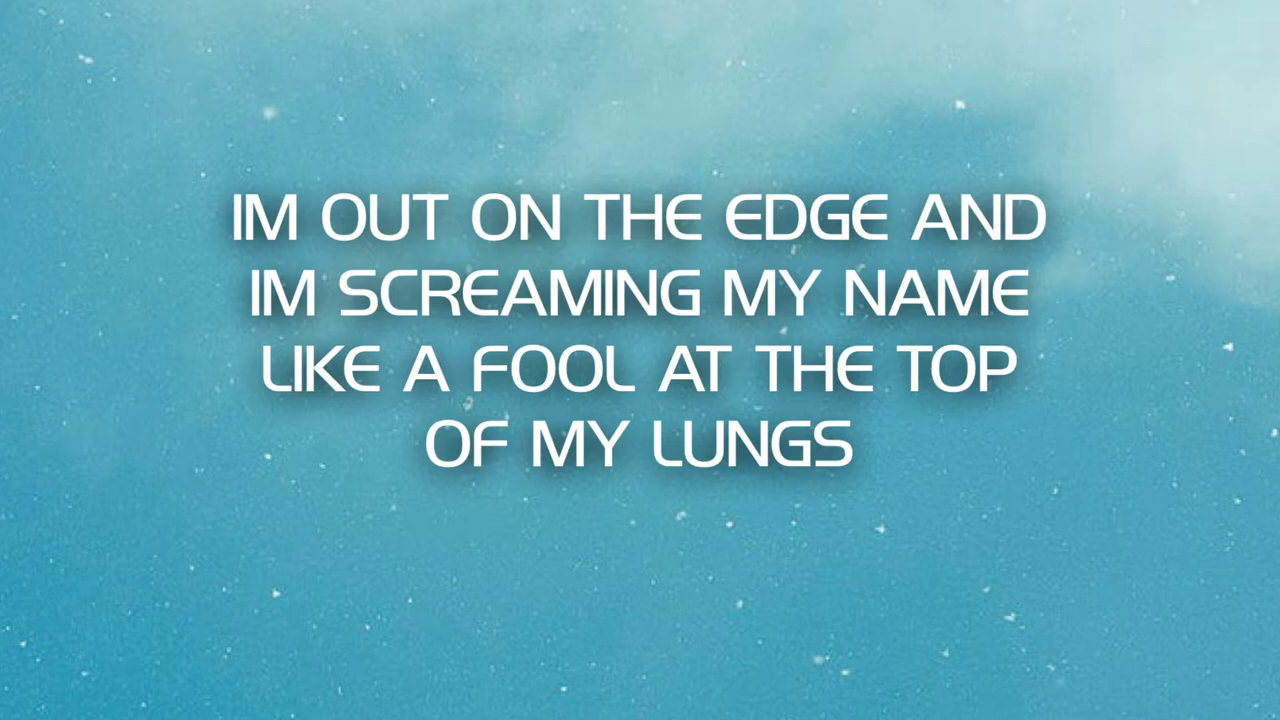 IM OUT ON THE EDGE AND
IM SCREAMING MY NAME
LIKE A FOOL AT THE TOP
OF MY LUNGS